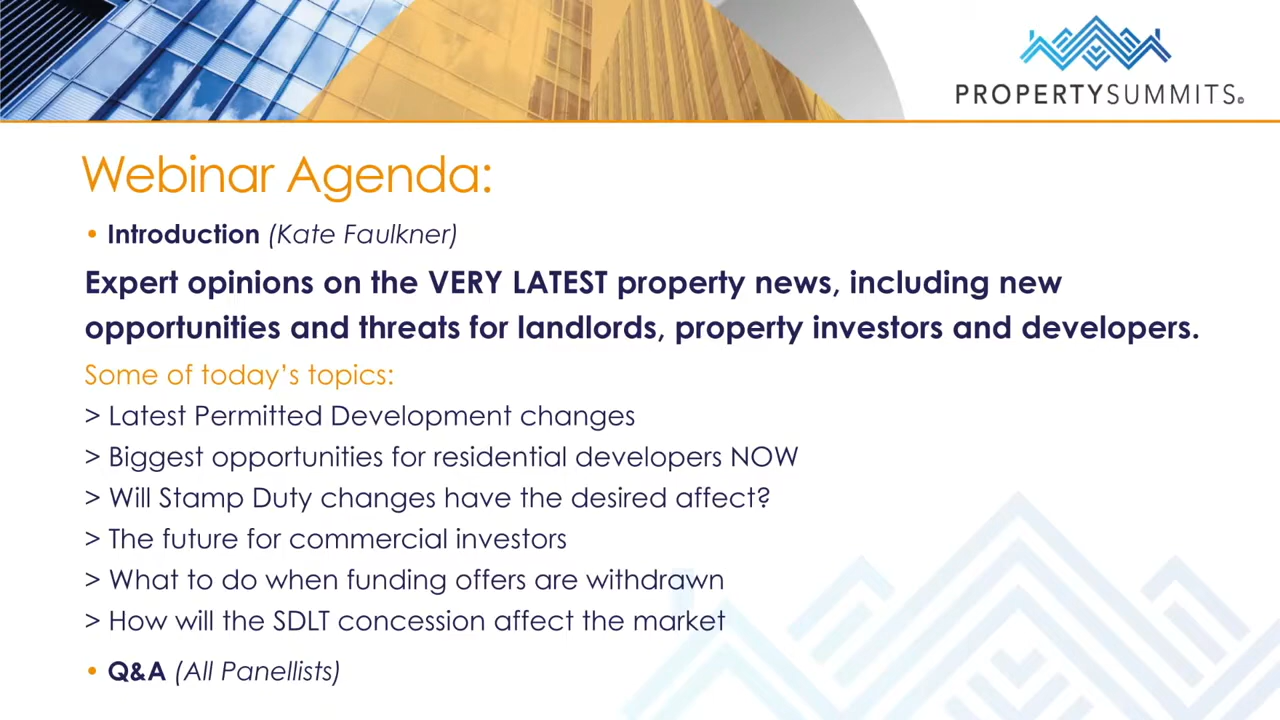 PROPERTYSUMMITS©
Webinar Agenda:
• Introduction (Kate Faulkner)
Expert opinions on the VERY LATEST property news, including new
opportunities and threats for landlords, property investors and developers.
Some of today's topics:
> Latest Permitted Development changes
> Biggest opportunities for residential developers NOW
> Will Stamp Duty changes have the desired affect?
> The future for commercial investors
> What to do when funding offers are withdrawn
> How will the SDLT concession affect the market
• Q&A (All Panellists)